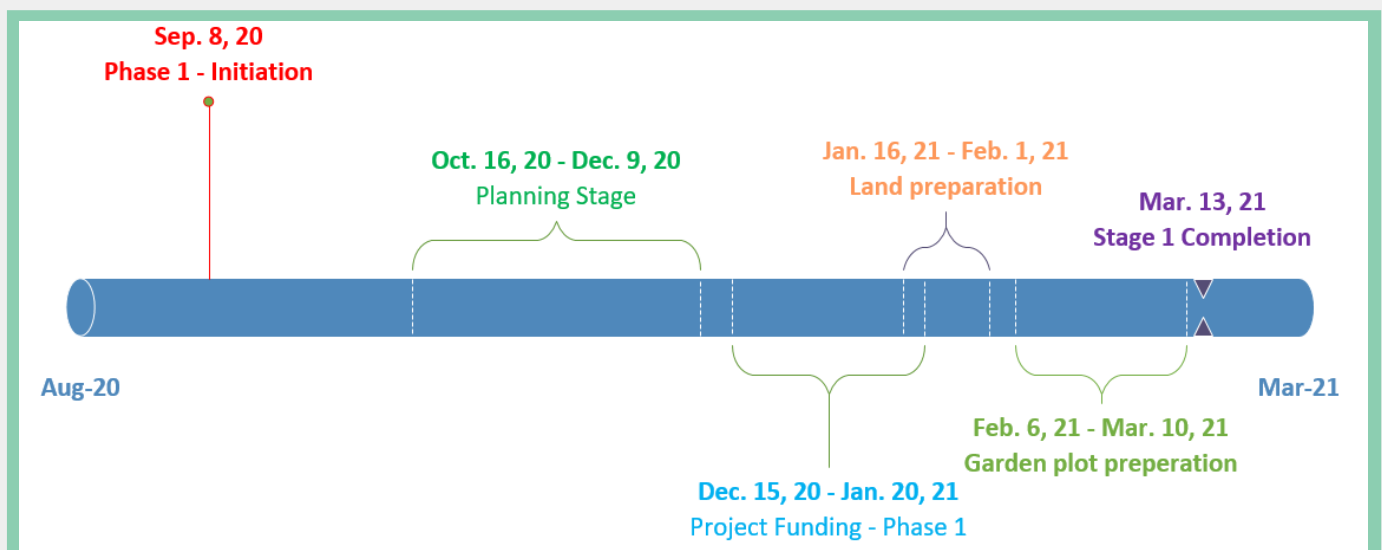 Sep. 8, 20
Phase 1 - Initiation
Oct. 16, 20 - Dec. 9, 20
Planning Stage
Jan. 16, 21 - Feb. 1, 21
Land preparation
Mar. 13, 21
Stage 1 Completion
Aug-20
Mar-21
Feb. 6, 21 - Mar. 10, 21
Garden plot preperation
Dec. 15, 20 - Jan. 20, 21
Project Funding - Phase 1